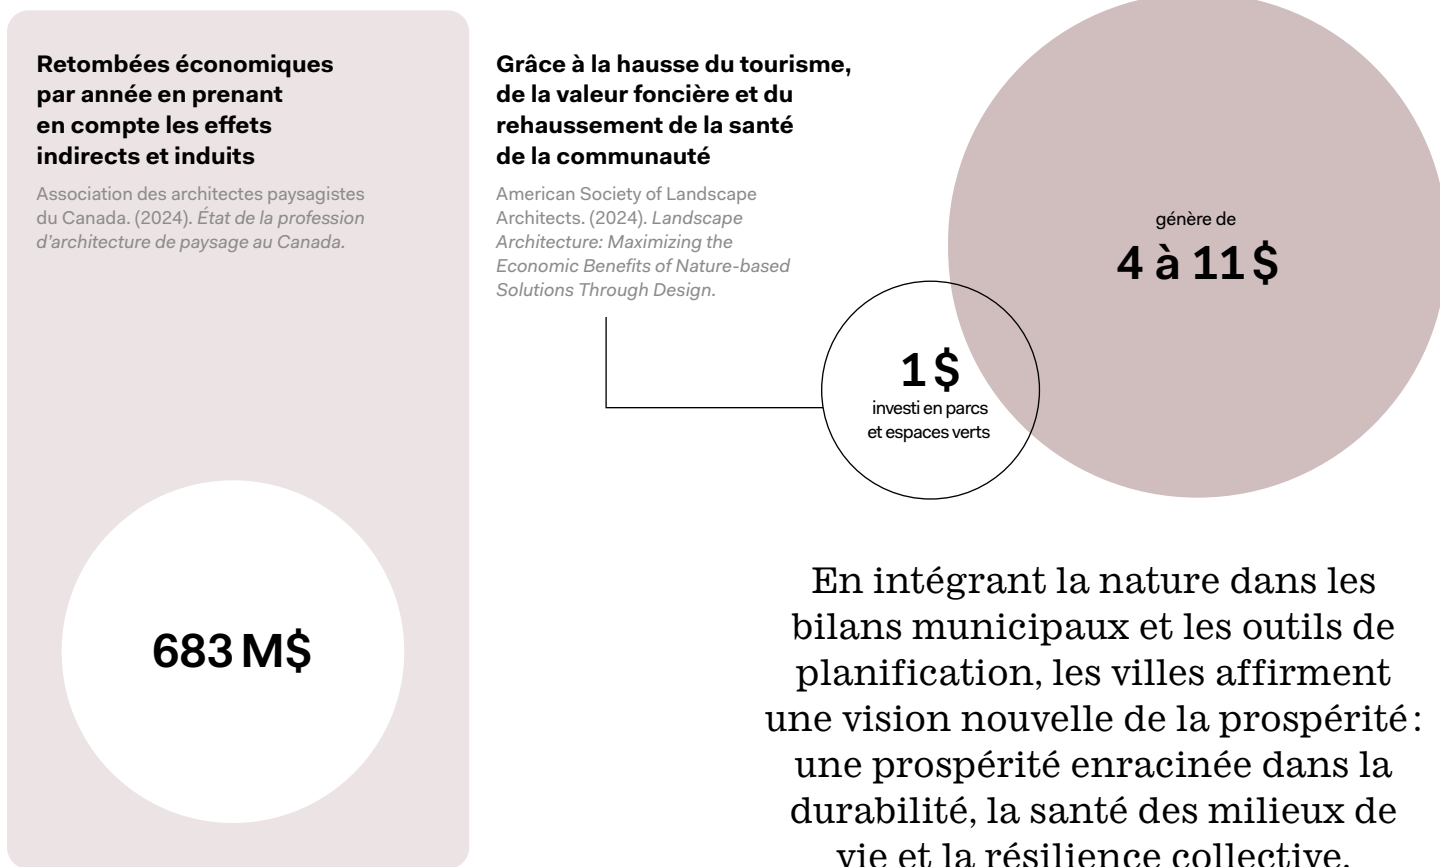 Retombées économiques
par année en prenant
en compte les effets
indirects et induits
Association des architectes paysagistes
du Canada. (2024). État de la profession
d’architecture de paysage au Canada.
683 M$
Grâce à la hausse du tourisme,
de la valeur foncière et du
rehaussement de la santé
de la communauté
American Society of Landscape
Architects. (2024). Landscape
Architecture: Maximizing the
Economic Benefits of Nature-based
Solutions Through Design.
1 $
investi en parcs
et espaces verts
génère de
4 à 11 $
En intégrant la nature dans les
bilans municipaux et les outils de
planification, les villes affirment
une vision nouvelle de la prospérité :
une prospérité enracinée dans la
durabilité, la santé des milieux de
vie et la résilience collective.